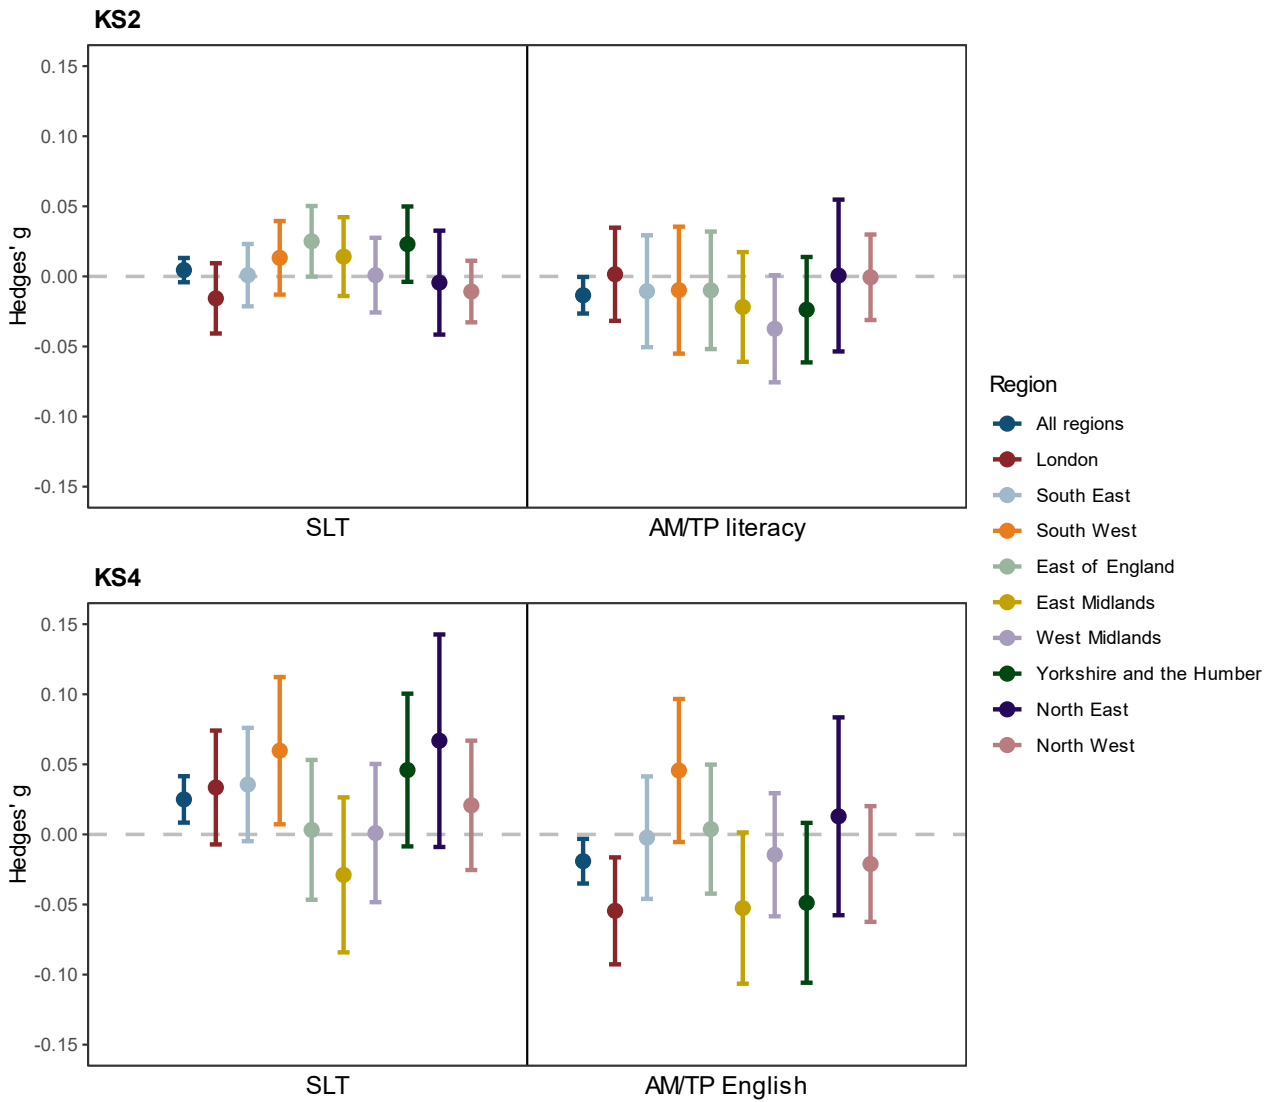 KS2
0.15
0.10
0.05
0.00
-0.05
-0.10
-0.15
Hedges' g
SLT
AM/TP literacy
KS4
0.15
0.10
0.05
0.00
-0.05
-0.10
-0.15
Hedges' g
SLT
AM/TP English
Region
All regions
London
South East
South West
East of England
East Midlands
West Midlands
Yorkshire and the Humber
North East
North West